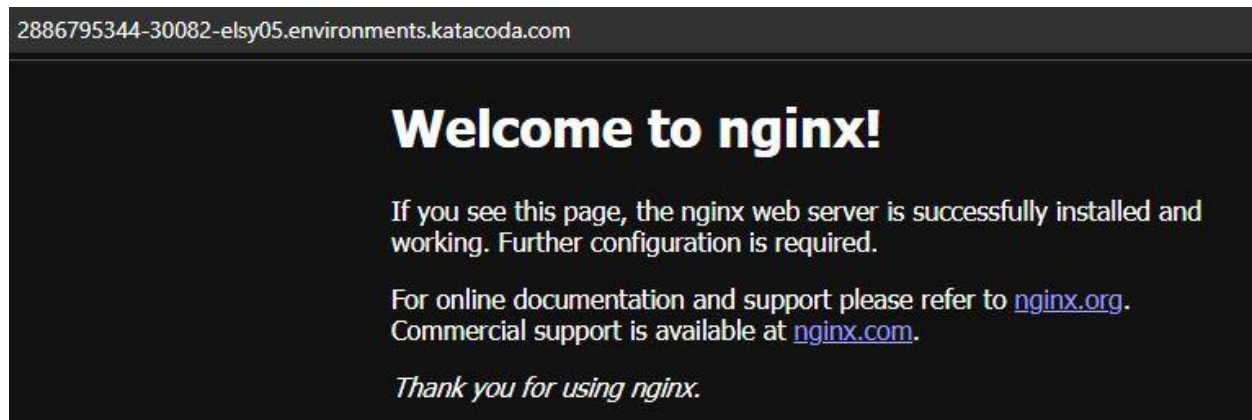 2886795344-30082-elsy05.environments.katacoda.com
Welcome to nginx!
If you see this page, the nginx web server is successfully installed and
working. Further configuration is required.
For online documentation and support please refer to nginx.org.
Commercial support is available at nginx.com.
Thank you for using nginx.